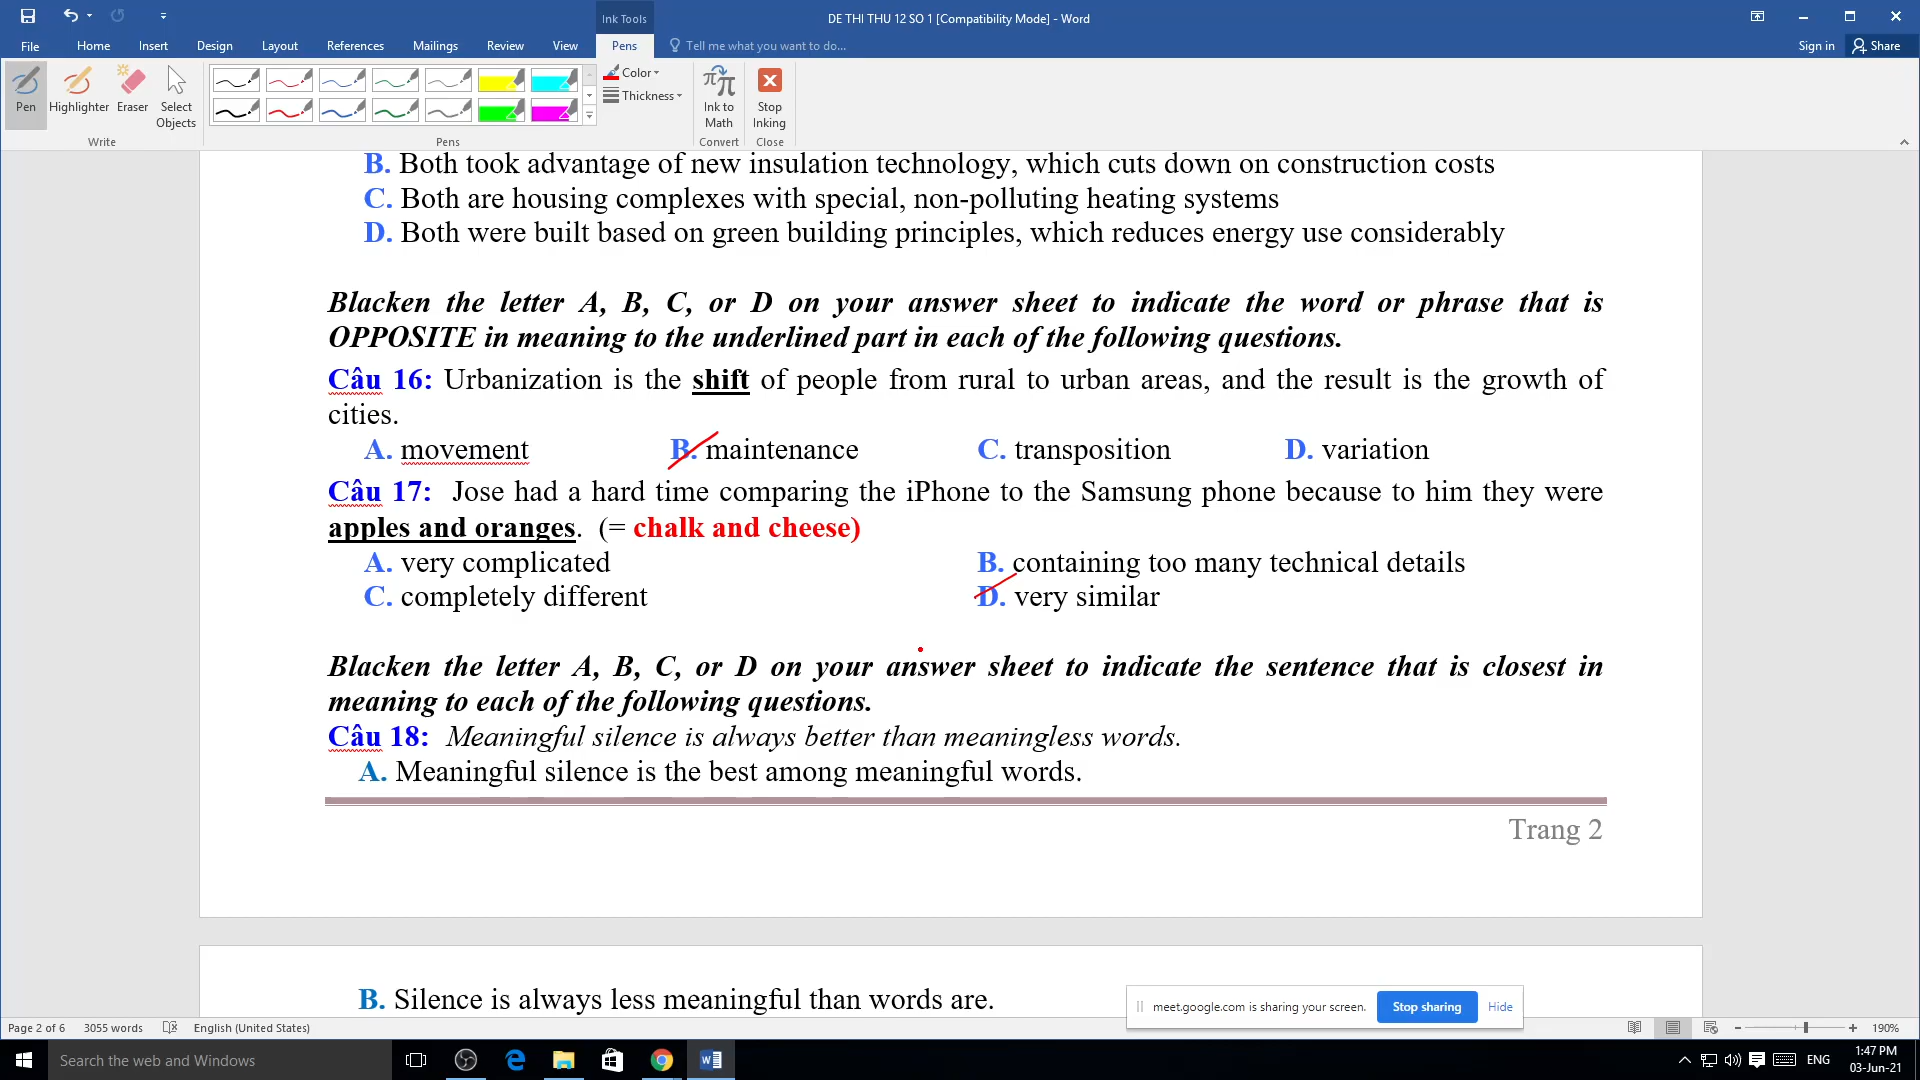 Ink Tools
DE THI THU 12 SO 1 [Compatibility Mode] - Word
File Home Insert Design Layout References Mailings Review View Pens Tell me what you want to do... Sign in Share
Pen Highlighter Eraser Select Objects
Color
Thickness
Ink to Math
Stop Inking
Write Pens Convert Close
B. Both took advantage of new insulation technology, which cuts down on construction costs
C. Both are housing complexes with special, non-polluting heating systems
D. Both were built based on green building principles, which reduces energy use considerably
Blacken the letter A, B, C, or D on your answer sheet to indicate the word or phrase that is
OPPOSITE in meaning to the underlined part in each of the following questions.
Câu 16: Urbanization is the shift of people from rural to urban areas, and the result is the growth of
cities.
A. movement B. maintenance C. transposition D. variation
Câu 17: Jose had a hard time comparing the iPhone to the Samsung phone because to him they were
apples and oranges. (= chalk and cheese)
A. very complicated B. containing too many technical details
C. completely different D. very similar
Blacken the letter A, B, C, or D on your answer sheet to indicate the sentence that is closest in
meaning to each of the following questions.
Câu 18: Meaningful silence is always better than meaningless words.
A. Meaningful silence is the best among meaningful words.
Trang 2
B. Silence is always less meaningful than words are.
meet.google.com is sharing your screen. Stop sharing Hide
Page 2 of 6 3055 words English (United States) 190%
Search the web and Windows
ENG
1:47 PM
03-Jun-21